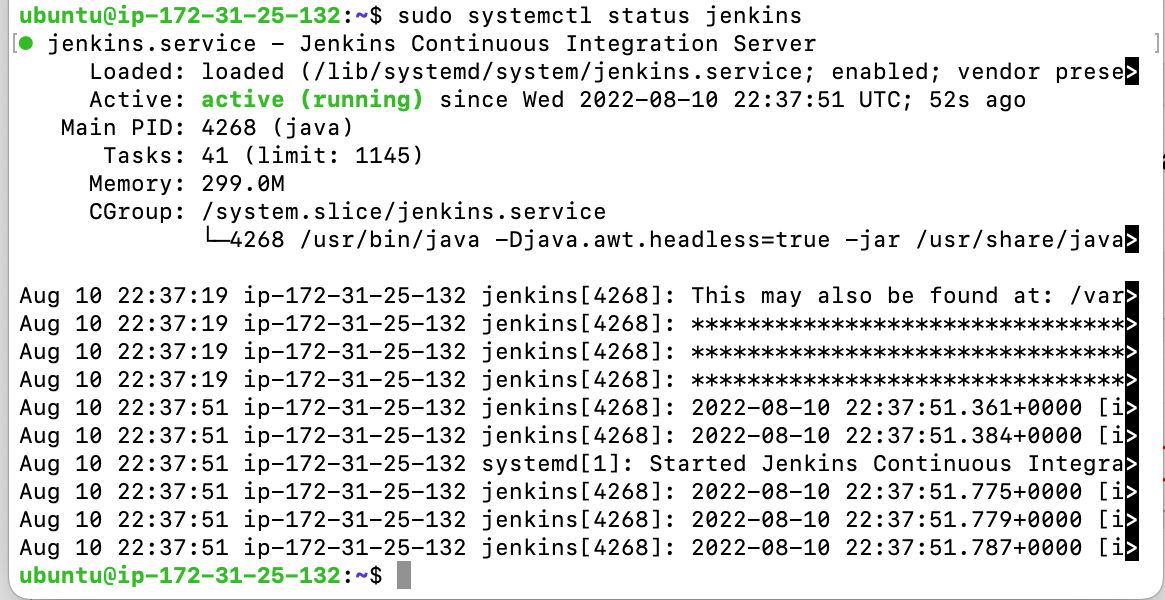 ubuntu@ip-172-31-25-132:~$ sudo systemctl status jenkins
[● jenkins.service - Jenkins Continuous Integration Server ]
     Loaded: loaded (/lib/systemd/system/jenkins.service; enabled; vendor prese>
     Active: active (running) since Wed 2022-08-10 22:37:51 UTC; 52s ago
   Main PID: 4268 (java)
      Tasks: 41 (limit: 1145)
     Memory: 299.0M
     CGroup: /system.slice/jenkins.service
             └─4268 /usr/bin/java -Djava.awt.headless=true -jar /usr/share/java>

Aug 10 22:37:19 ip-172-31-25-132 jenkins[4268]: This may also be found at: /var>
Aug 10 22:37:19 ip-172-31-25-132 jenkins[4268]: *******************************>
Aug 10 22:37:19 ip-172-31-25-132 jenkins[4268]: *******************************>
Aug 10 22:37:19 ip-172-31-25-132 jenkins[4268]: *******************************>
Aug 10 22:37:51 ip-172-31-25-132 jenkins[4268]: 2022-08-10 22:37:51.361+0000 [i>
Aug 10 22:37:51 ip-172-31-25-132 jenkins[4268]: 2022-08-10 22:37:51.384+0000 [i>
Aug 10 22:37:51 ip-172-31-25-132 systemd[1]: Started Jenkins Continuous Integra>
Aug 10 22:37:51 ip-172-31-25-132 jenkins[4268]: 2022-08-10 22:37:51.775+0000 [i>
Aug 10 22:37:51 ip-172-31-25-132 jenkins[4268]: 2022-08-10 22:37:51.779+0000 [i>
Aug 10 22:37:51 ip-172-31-25-132 jenkins[4268]: 2022-08-10 22:37:51.787+0000 [i>
ubuntu@ip-172-31-25-132:~$